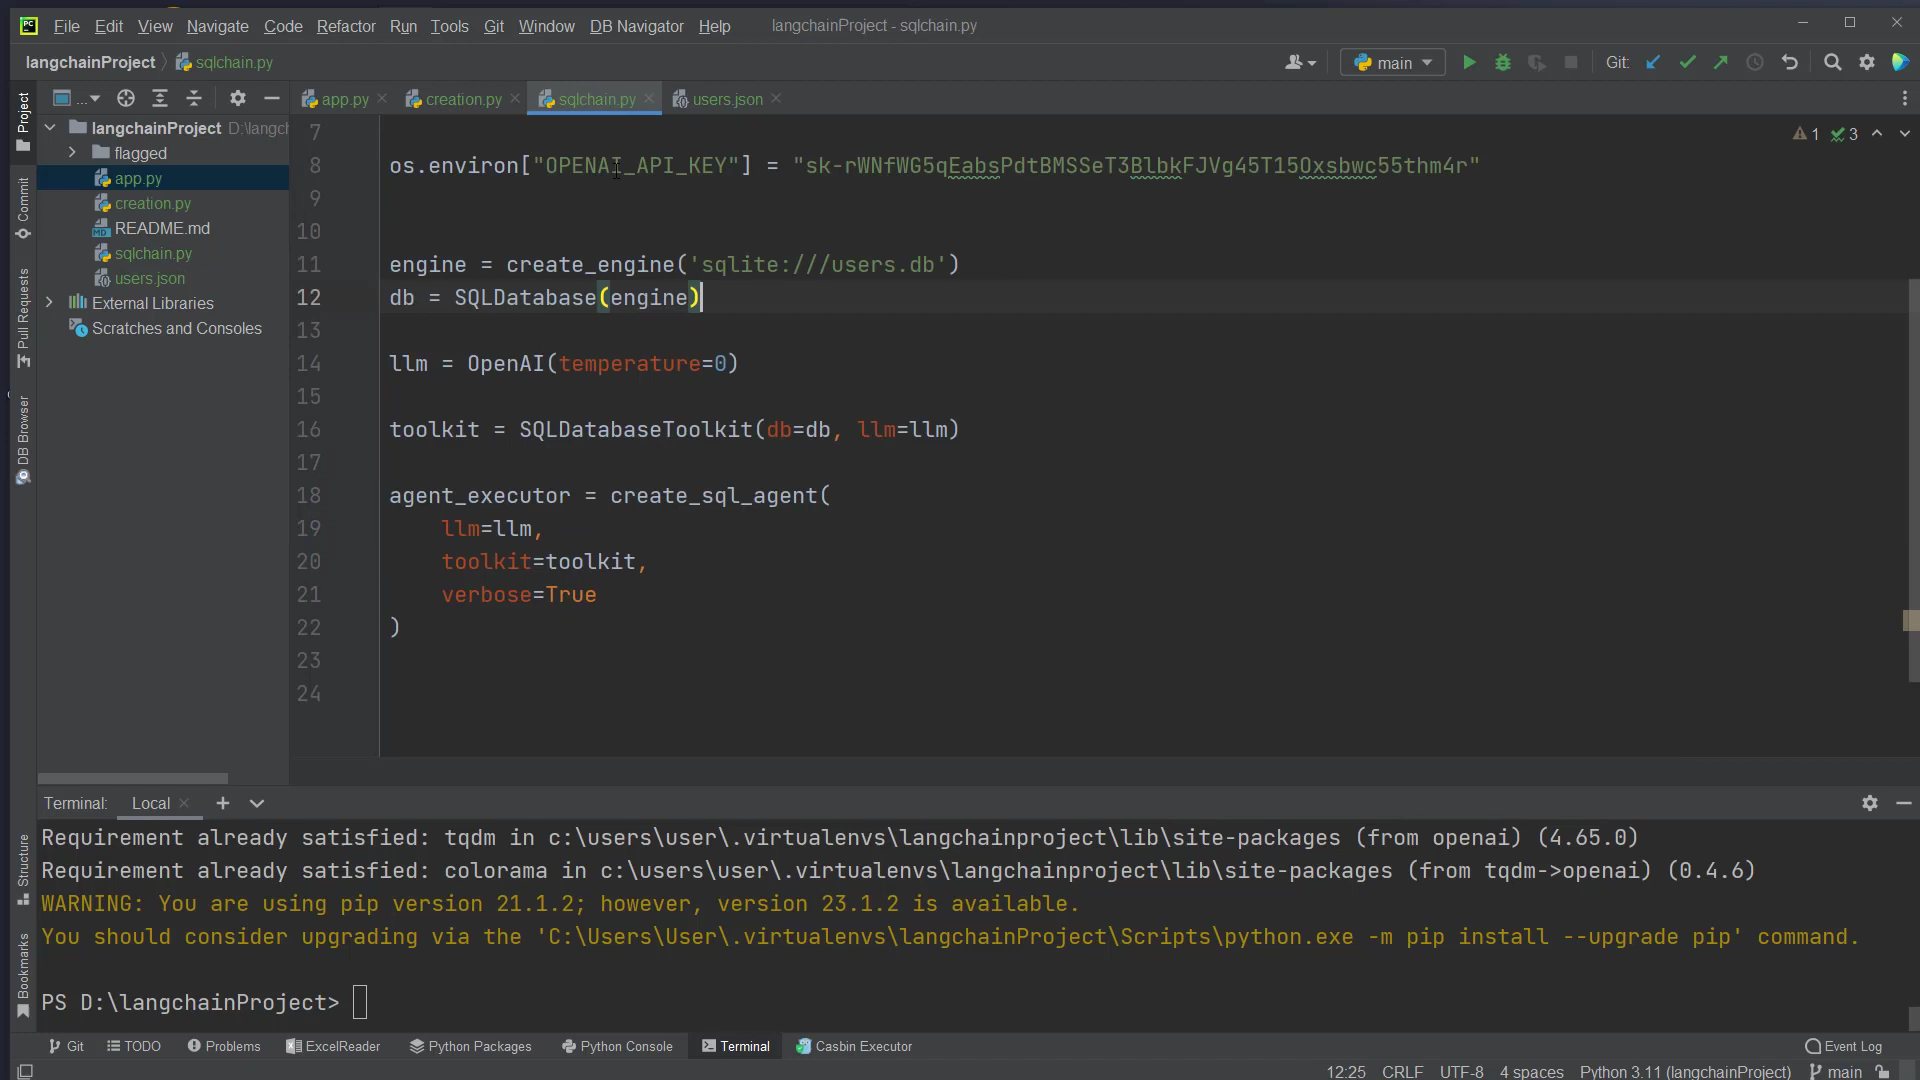 File Edit View Navigate Code Refactor Run Tools Git Window DB Navigator Help langchainProject - sqlchain.py
langchainProject sqlchain.py main Git:
app.py creation.py sqlchain.py users.json
Project
Commit
Pull Requests
DB Browser
Structure
Bookmarks
langchainProject D:\langch
flagged
app.py
creation.py
README.md
sqlchain.py
users.json
External Libraries
Scratches and Consoles
1 3
7
8 os.environ["OPENAI_API_KEY"] = "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"
9
10
11 engine = create_engine('sqlite:///users.db')
12 db = SQLDatabase(engine)
13
14 llm = OpenAI(temperature=0)
15
16 toolkit = SQLDatabaseToolkit(db=db, llm=llm)
17
18 agent_executor = create_sql_agent(
19 llm=llm,
20 toolkit=toolkit,
21 verbose=True
22 )
23
24
Terminal: Local
Requirement already satisfied: tqdm in c:\users\user\.virtualenvs\langchainproject\lib\site-packages (from openai) (4.65.0)
Requirement already satisfied: colorama in c:\users\user\.virtualenvs\langchainproject\lib\site-packages (from tqdm->openai) (0.4.6)
WARNING: You are using pip version 21.1.2; however, version 23.1.2 is available.
You should consider upgrading via the 'C:\Users\User\.virtualenvs\langchainProject\Scripts\python.exe -m pip install --upgrade pip' command.
PS D:\langchainProject>
Git TODO Problems ExcelReader Python Packages Python Console Terminal Casbin Executor Event Log
12:25 CRLF UTF-8 4 spaces Python 3.11 (langchainProject) main